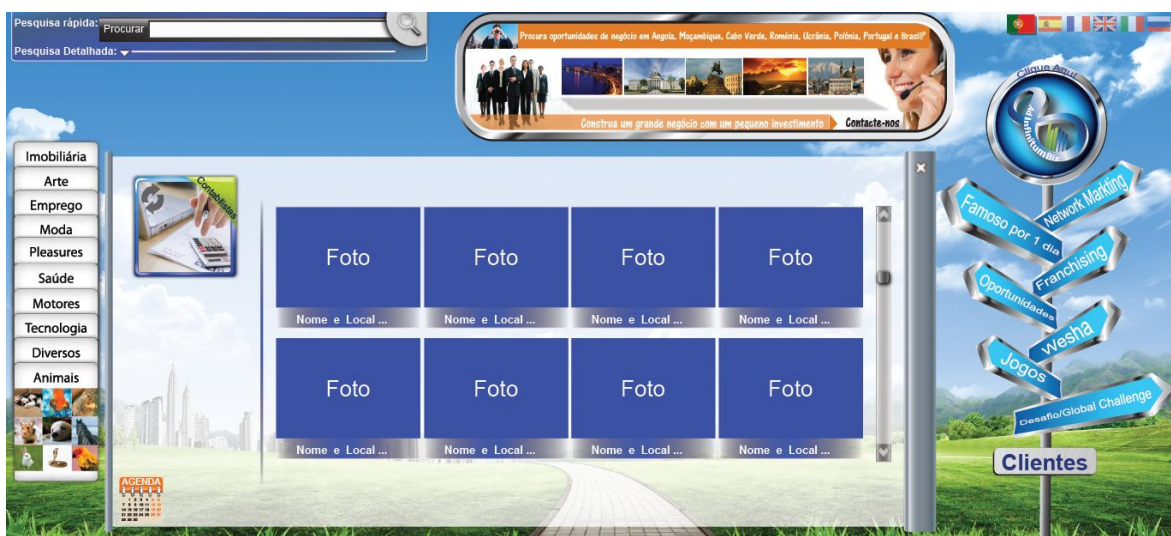 Pesquisa rápida:
Procurar
Pesquisa Detalhada:
Procura oportunidades de negócio em Angola, Moçambique, Cabo Verde, Roménia, Ucrânia, Polónia, Portugal e Brasil?
Construa um grande negócio com um pequeno investimento
Contacte-nos
Clique Aqui
Ad InfinitumBiz
Imobiliária
Arte
Emprego
Moda
Pleasures
Saúde
Motores
Tecnologia
Diversos
Animais
Contabilistas
Foto
Foto
Foto
Foto
Nome e Local ...
Nome e Local ...
Nome e Local ...
Nome e Local ...
Foto
Foto
Foto
Foto
Nome e Local ...
Nome e Local ...
Nome e Local ...
Nome e Local ...
AGENDA
Network Markting
Famoso por 1 dia
Franchising
Oportunidades
wesha
Jogos
Desafio/Global Challenge
Clientes